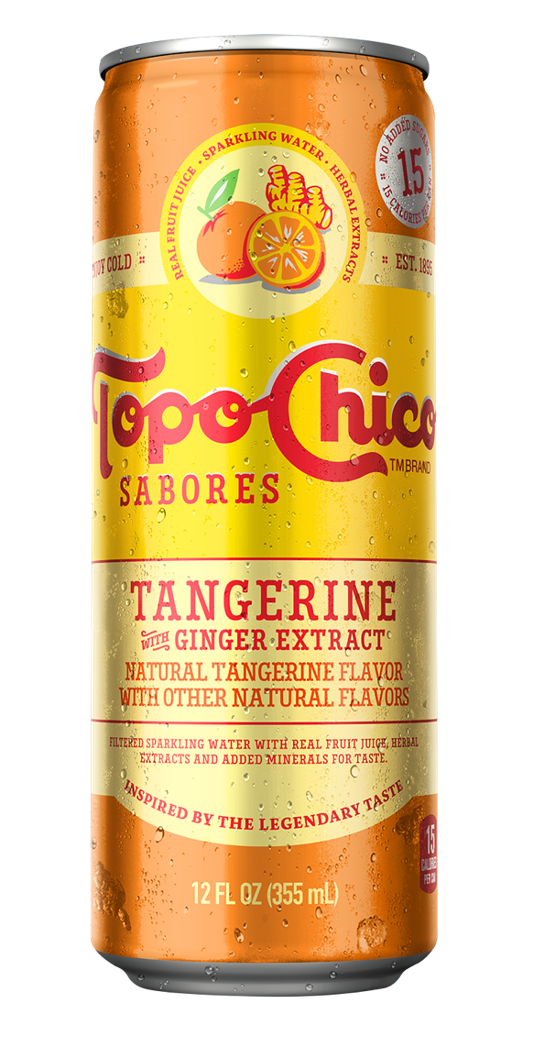 REAL FRUIT JUICE • SPARKLING WATER • HERBAL EXTRACTS
NO ADDED
15
15 CALORIES
COLD
EST. 1895
Topo Chico
TM BRAND
SABORES
TANGERINE
WITH GINGER EXTRACT
NATURAL TANGERINE FLAVOR
WITH OTHER NATURAL FLAVORS
FILTERED SPARKLING WATER WITH REAL FRUIT JUICE, HERBAL
EXTRACTS AND ADDED MINERALS FOR TASTE.
INSPIRED BY THE LEGENDARY TASTE
15
CALORIES
PER CAN
12 FL OZ (355 mL)